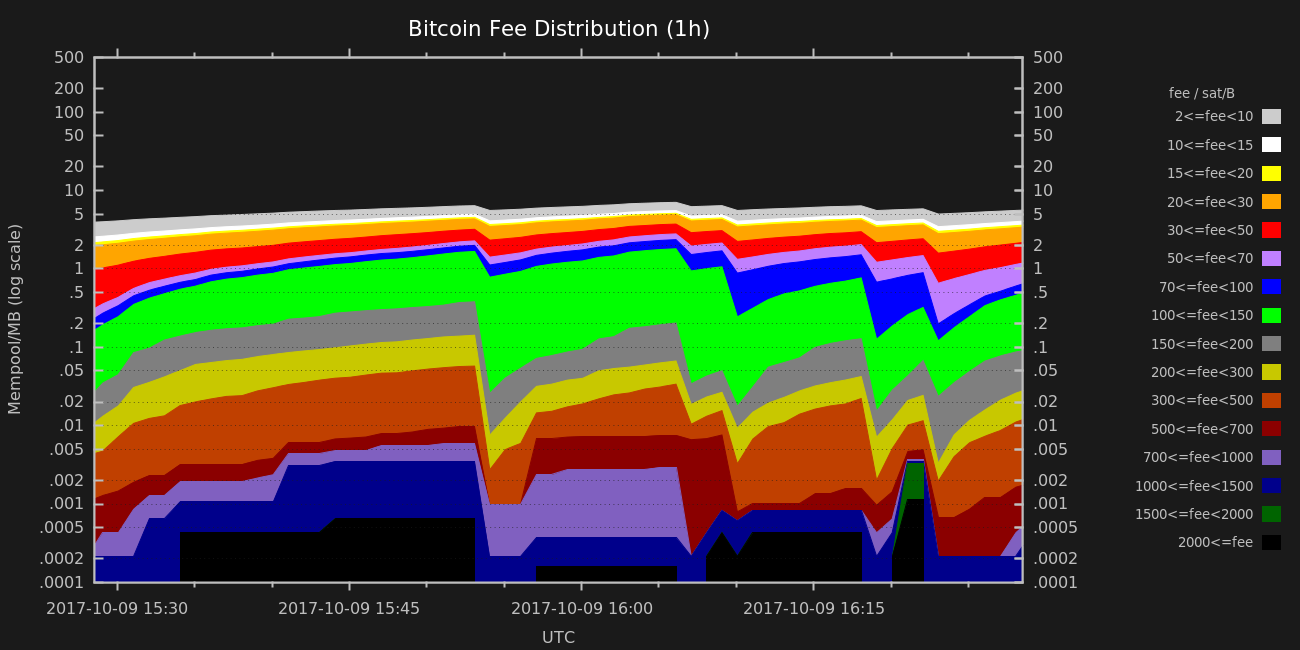 Bitcoin Fee Distribution (1h)
500
200
100
50
20
10
5
2
1
.5
.2
.1
.05
.02
.01
.005
.002
.001
.0005
.0002
.0001
Mempool/MB (log scale)
500
200
100
50
20
10
5
2
1
.5
.2
.1
.05
.02
.01
.005
.002
.001
.0005
.0002
.0001
2017-10-09 15:30
2017-10-09 15:45
2017-10-09 16:00
2017-10-09 16:15
UTC
fee / sat/B
2<=fee<10
10<=fee<15
15<=fee<20
20<=fee<30
30<=fee<50
50<=fee<70
70<=fee<100
100<=fee<150
150<=fee<200
200<=fee<300
300<=fee<500
500<=fee<700
700<=fee<1000
1000<=fee<1500
1500<=fee<2000
2000<=fee